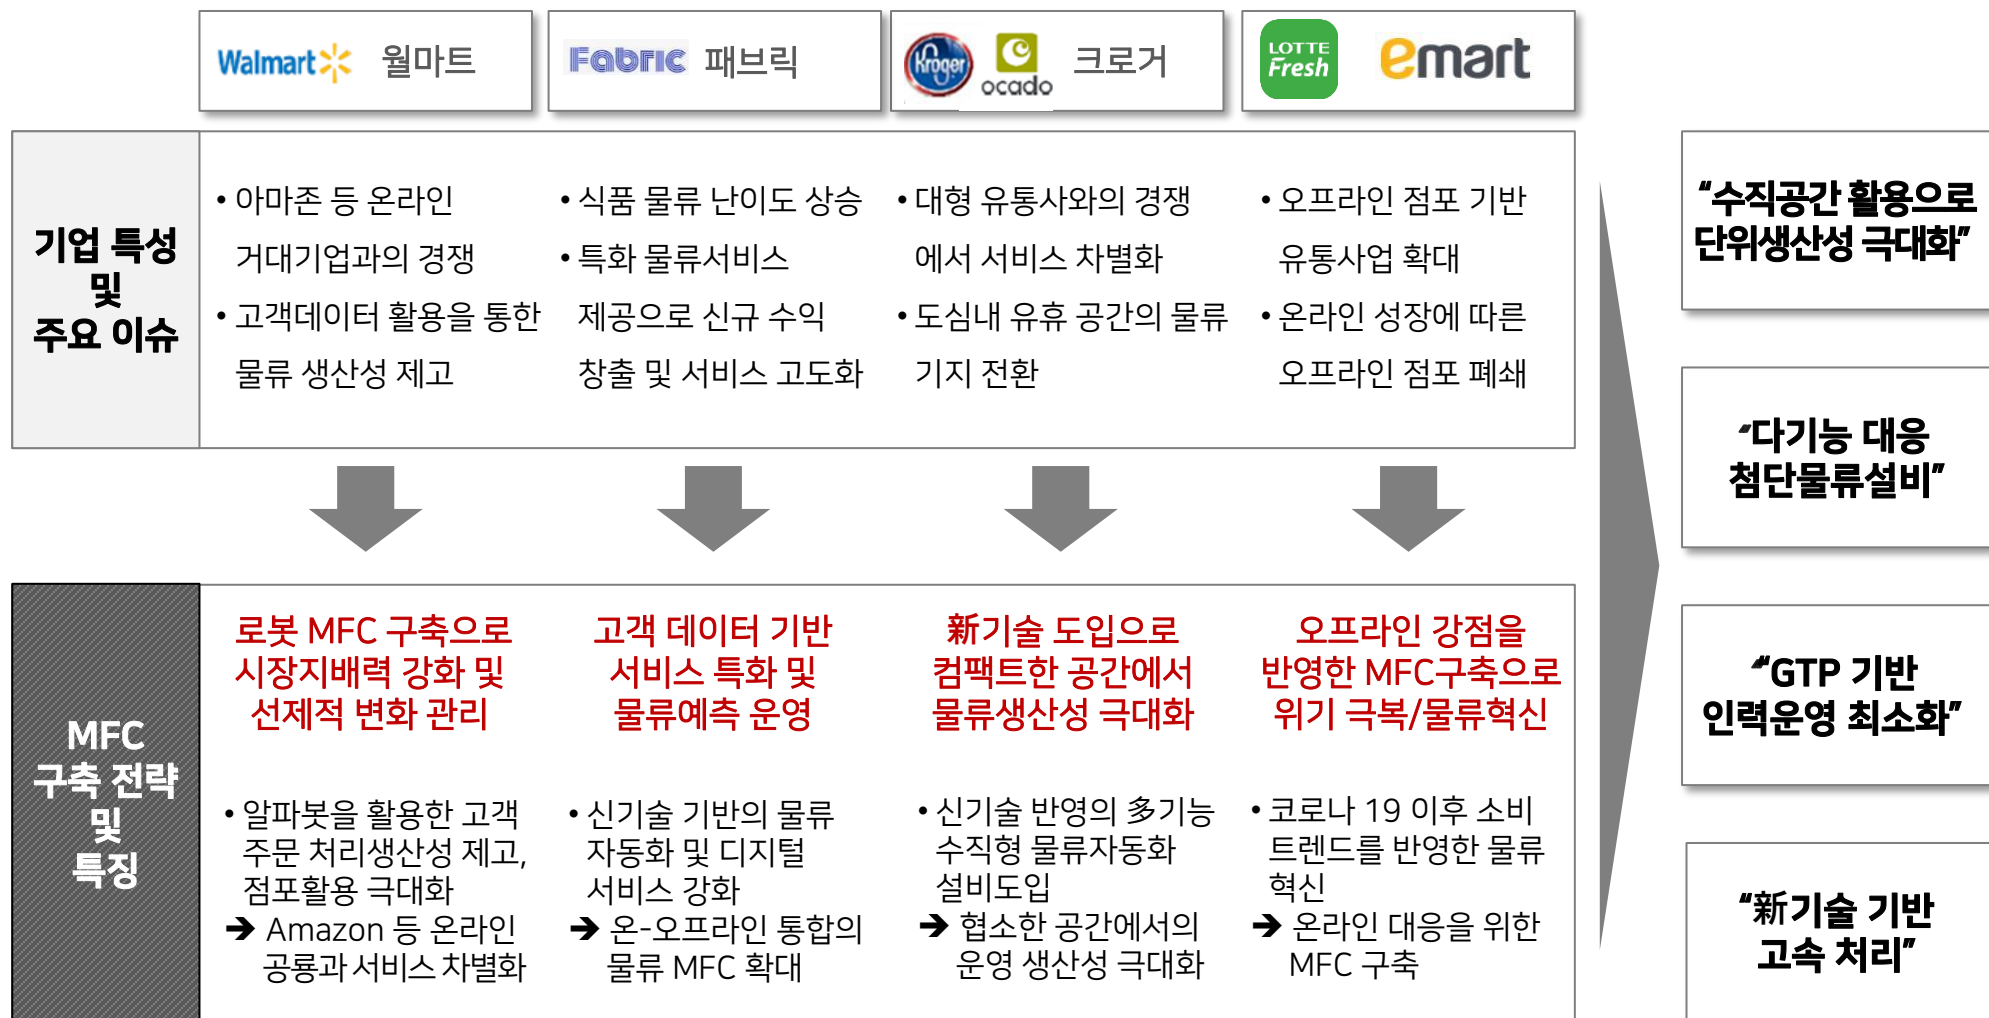 Walmart 월마트
Fabric 패브릭
Kroger ocado 크로거
LOTTE
Fresh
emart
기업 특성
및
주요 이슈
• 아마존 등 온라인
거대기업과의 경쟁
• 고객데이터 활용을 통한
물류 생산성 제고
• 식품 물류 난이도 상승
• 특화 물류서비스
제공으로 신규 수익
창출 및 서비스 고도화
• 대형 유통사와의 경쟁
에서 서비스 차별화
• 도심내 유휴 공간의 물류
기지 전환
• 오프라인 점포 기반
유통사업 확대
• 온라인 성장에 따른
오프라인 점포 폐쇄
MFC
구축 전략
및
특징
로봇 MFC 구축으로
시장지배력 강화 및
선제적 변화 관리
• 알파봇을 활용한 고객
주문 처리생산성 제고,
점포활용 극대화
➔ Amazon 등 온라인
공룡과 서비스 차별화
고객 데이터 기반
서비스 특화 및
물류예측 운영
• 신기술 기반의 물류
자동화 및 디지털
서비스 강화
➔ 온-오프라인 통합의
물류 MFC 확대
新기술 도입으로
컴팩트한 공간에서
물류생산성 극대화
• 신기술 반영의 多기능
수직형 물류자동화
설비도입
➔ 협소한 공간에서의
운영 생산성 극대화
오프라인 강점을
반영한 MFC구축으로
위기 극복/물류혁신
• 코로나 19 이후 소비
트렌드를 반영한 물류
혁신
➔ 온라인 대응을 위한
MFC 구축
“수직공간 활용으로
단위생산성 극대화”
“다기능 대응
첨단물류설비”
“GTP 기반
인력운영 최소화”
“新기술 기반
고속 처리”